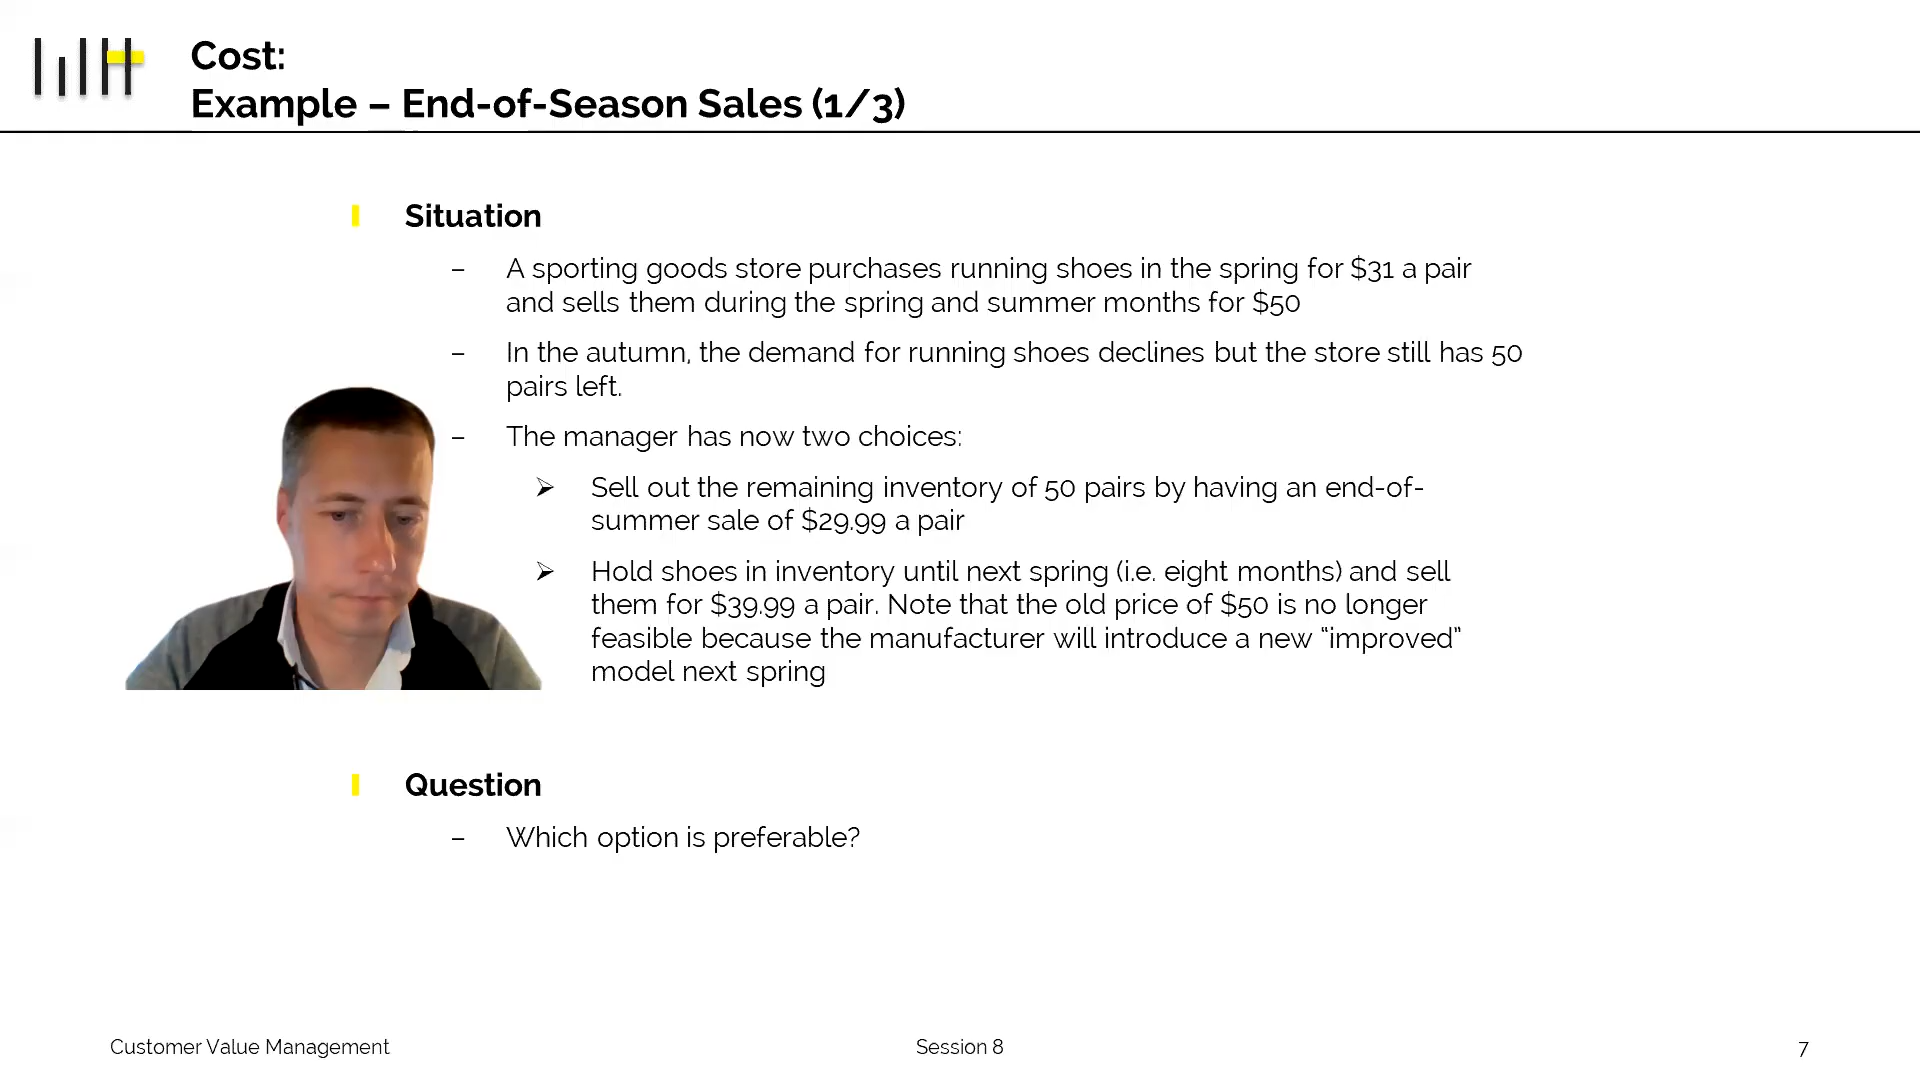 Cost:
Example – End-of-Season Sales (1/3)
Situation
– A sporting goods store purchases running shoes in the spring for $31 a pair
and sells them during the spring and summer months for $50
– In the autumn, the demand for running shoes declines but the store still has 50
pairs left.
– The manager has now two choices:
➢ Sell out the remaining inventory of 50 pairs by having an end-of-
summer sale of $29.99 a pair
➢ Hold shoes in inventory until next spring (i.e. eight months) and sell
them for $39.99 a pair. Note that the old price of $50 is no longer
feasible because the manufacturer will introduce a new “improved”
model next spring
Question
– Which option is preferable?
Customer Value Management
Session 8
7